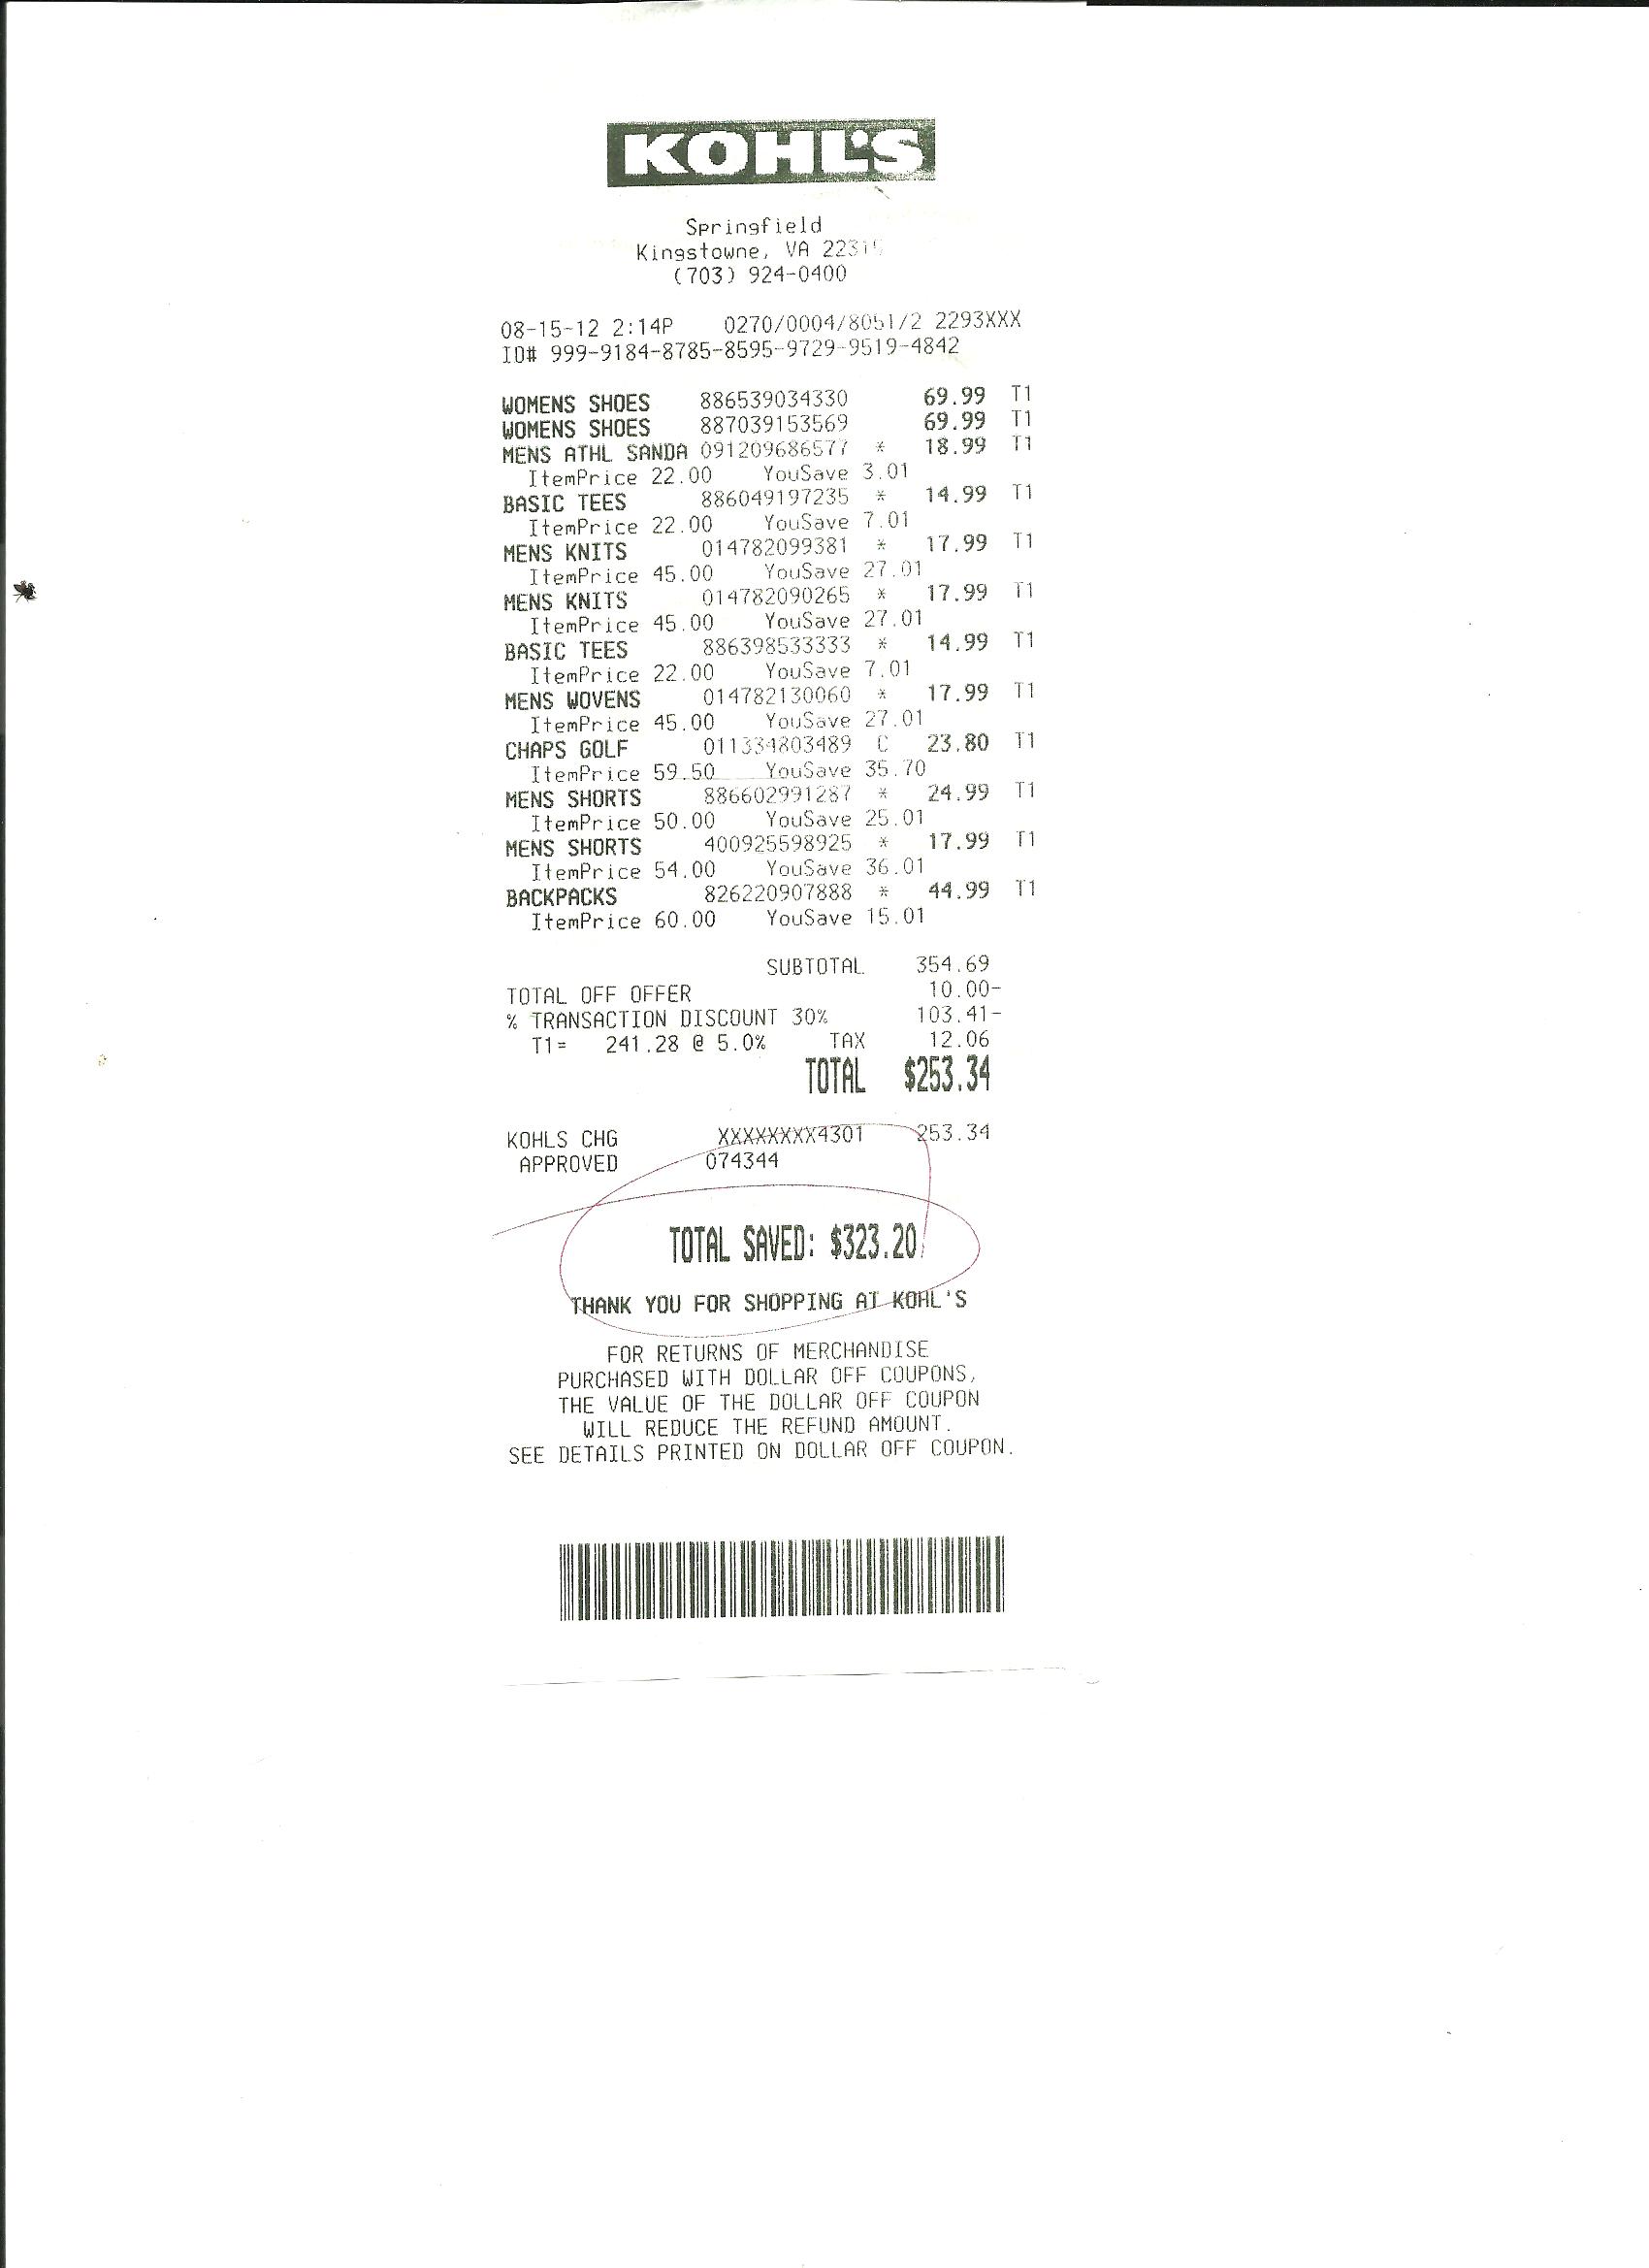 KOHL'S
Springfield
Kingstowne, VA
(703) 924-0400
08-15-12 2:14P 0270/0004/8051/2 2293XXX
ID# 999-9184-8785-8595-9729-9519-4842
WOMENS SHOES 886539034330 69.99 T1
WOMENS SHOES 887039153569 69.99 T1
MENS ATHL SANDA 091209686577 * 18.99 T1
ItemPrice 22.00 YouSave 3.01
BASIC TEES 886049197235 * 14.99 T1
ItemPrice 22.00 YouSave 7.01
MENS KNITS 014782099381 * 17.99 T1
ItemPrice 45.00 YouSave 27.01
MENS KNITS 014782090265 * 17.99 T1
ItemPrice 45.00 YouSave 27.01
BASIC TEES 886398533333 * 14.99 T1
ItemPrice 22.00 YouSave 7.01
MENS WOVENS 014782130060 * 17.99 T1
ItemPrice 45.00 YouSave 27.01
CHAPS GOLF 011334803489 C 23.80 T1
ItemPrice 59.50 YouSave 35.70
MENS SHORTS 886602991287 * 24.99 T1
ItemPrice 50.00 YouSave 25.01
MENS SHORTS 400925598925 * 17.99 T1
ItemPrice 54.00 YouSave 36.01
BACKPACKS 826220907888 * 44.99 T1
ItemPrice 60.00 YouSave 15.01
SUBTOTAL 354.69
TOTAL OFF OFFER 10.00-
% TRANSACTION DISCOUNT 30% 103.41-
T1= 241.28 @ 5.0% TAX 12.06
TOTAL $253.34
KOHLS CHG XXXXXXXX4301 253.34
APPROVED 074344
TOTAL SAVED: $323.20
THANK YOU FOR SHOPPING AT KOHL'S
FOR RETURNS OF MERCHANDISE
PURCHASED WITH DOLLAR OFF COUPONS,
THE VALUE OF THE DOLLAR OFF COUPON
WILL REDUCE THE REFUND AMOUNT.
SEE DETAILS PRINTED ON DOLLAR OFF COUPON.